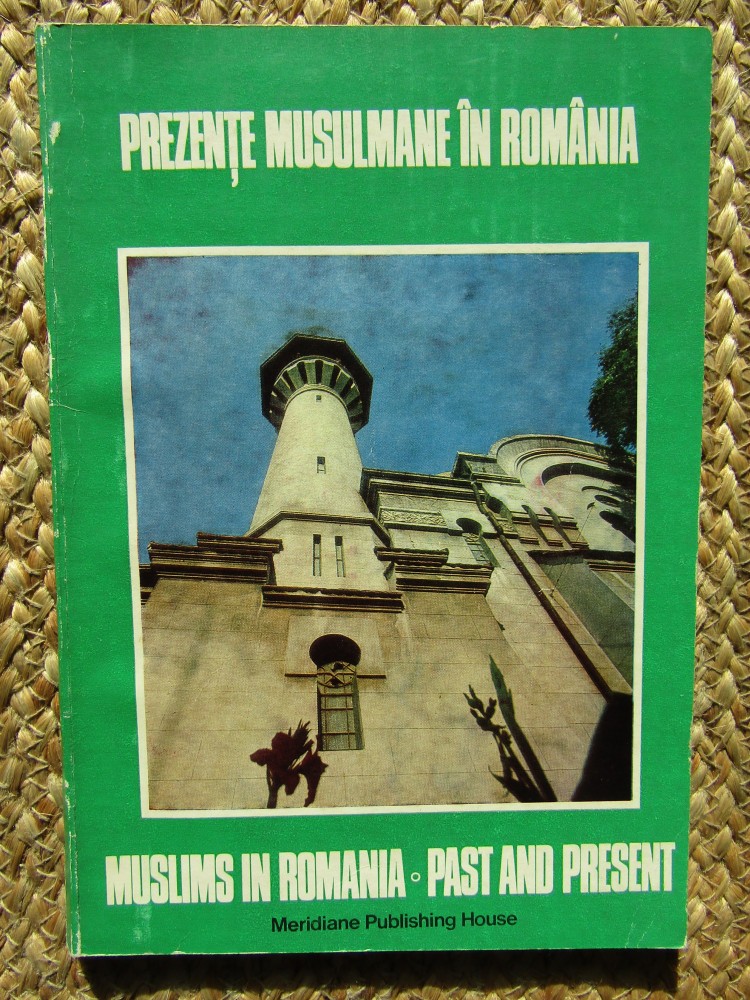 PREZENȚE MUSULMANE ÎN ROMÂNIA
MUSLIMS IN ROMANIA ∘ PAST AND PRESENT
Meridiane Publishing House